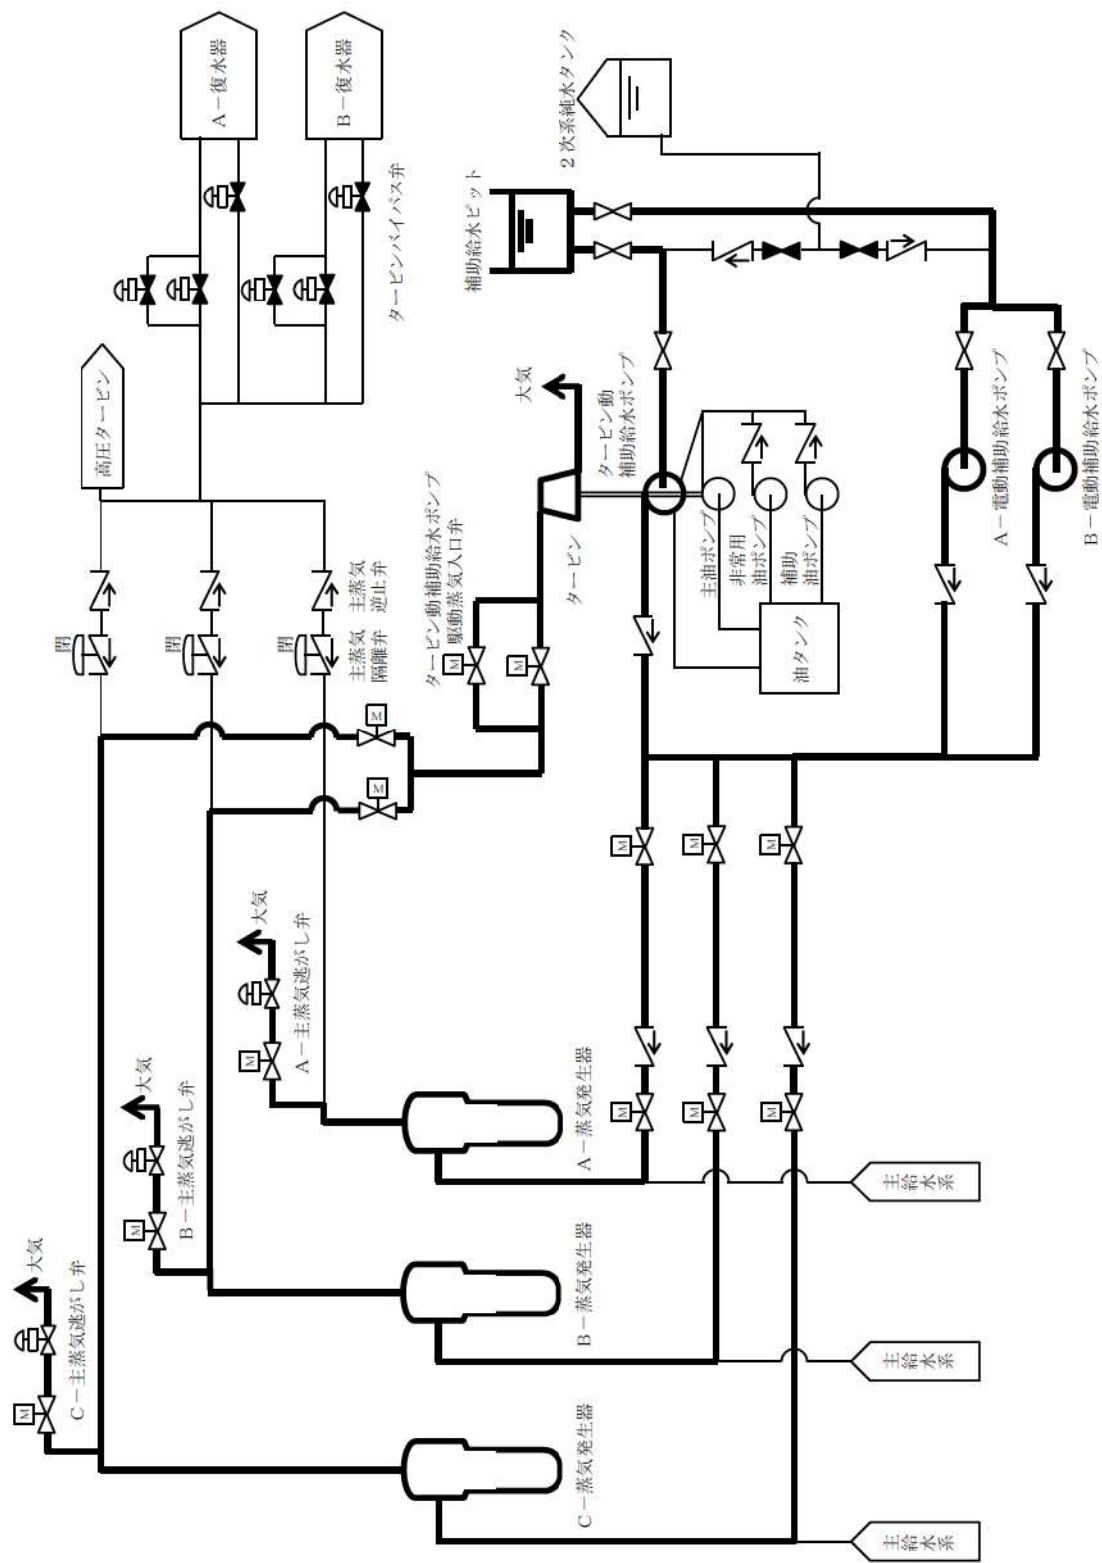 C－主蒸気逃がし弁
大気
M
B－主蒸気逃がし弁
大気
M
A－主蒸気逃がし弁
大気
M
閉
閉
閉
主蒸気
隔離弁
主蒸気
逆止弁
高圧タービン
A－復水器
B－復水器
タービンバイパス弁
M
M
タービン動補助給水ポンプ
駆動蒸気入口弁
M
M
タービン
大気
補助給水ピット
２次系純水タンク
C－蒸気発生器
B－蒸気発生器
A－蒸気発生器
タービン動
補助給水ポンプ
主油ポンプ
非常用
油ポンプ
補助
油ポンプ
油タンク
M
M
M
M
M
M
A－電動補助給水ポンプ
B－電動補助給水ポンプ
主
給
水
系
主
給
水
系
主
給
水
系